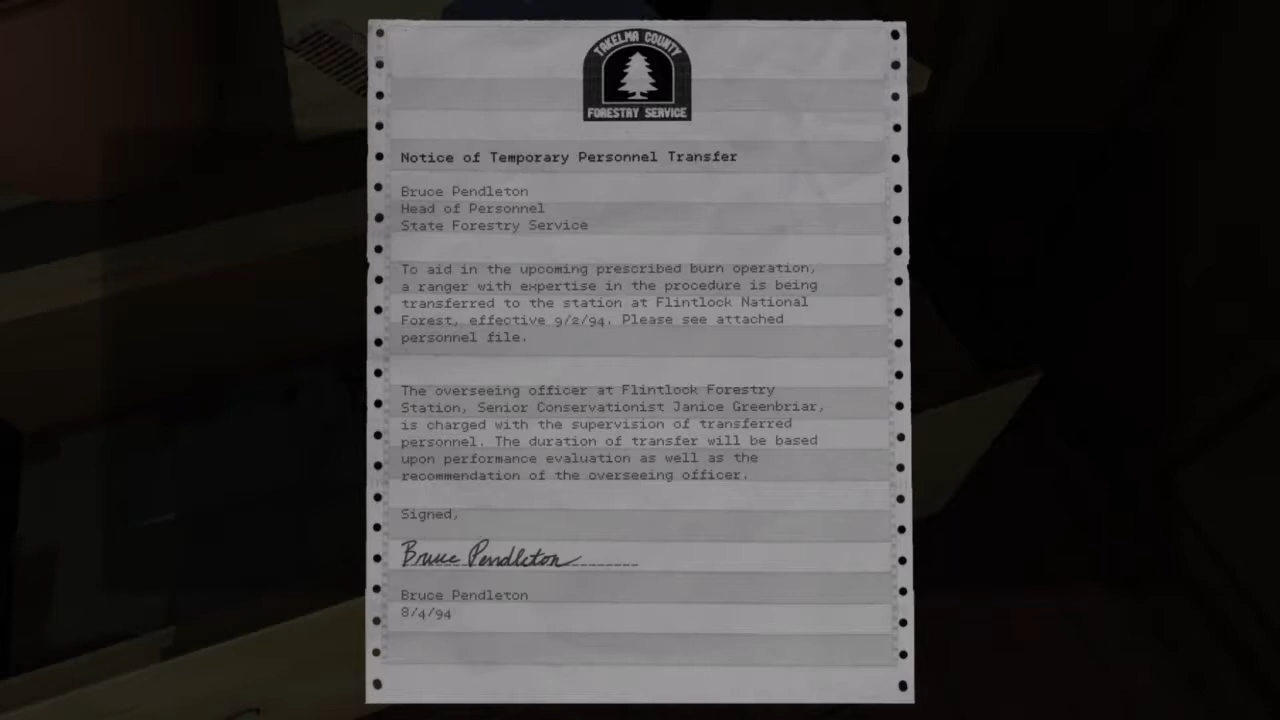 TAKELMA COUNTY
FORESTRY SERVICE
Notice of Temporary Personnel Transfer
Bruce Pendleton
Head of Personnel
State Forestry Service
To aid in the upcoming prescribed burn operation,
a ranger with expertise in the procedure is being
transferred to the station at Flintlock National
Forest, effective 9/2/94. Please see attached
personnel file.
The overseeing officer at Flintlock Forestry
Station, Senior Conservationist Janice Greenbriar,
is charged with the supervision of transferred
personnel. The duration of transfer will be based
upon performance evaluation as well as the
recommendation of the overseeing officer.
Signed,
Bruce Pendleton
Bruce Pendleton
8/4/94